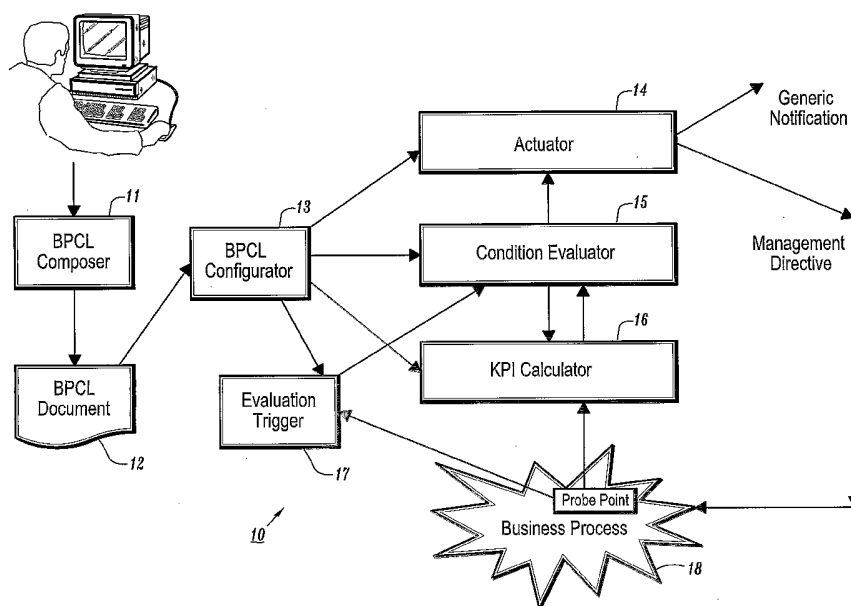 14
Actuator
Generic
Notification
11
BPCL
Composer
13
BPCL
Configurator
15
Condition Evaluator
Management
Directive
16
KPI Calculator
BPCL
Document
12
Evaluation
Trigger
17
10
Probe Point
Business Process
18